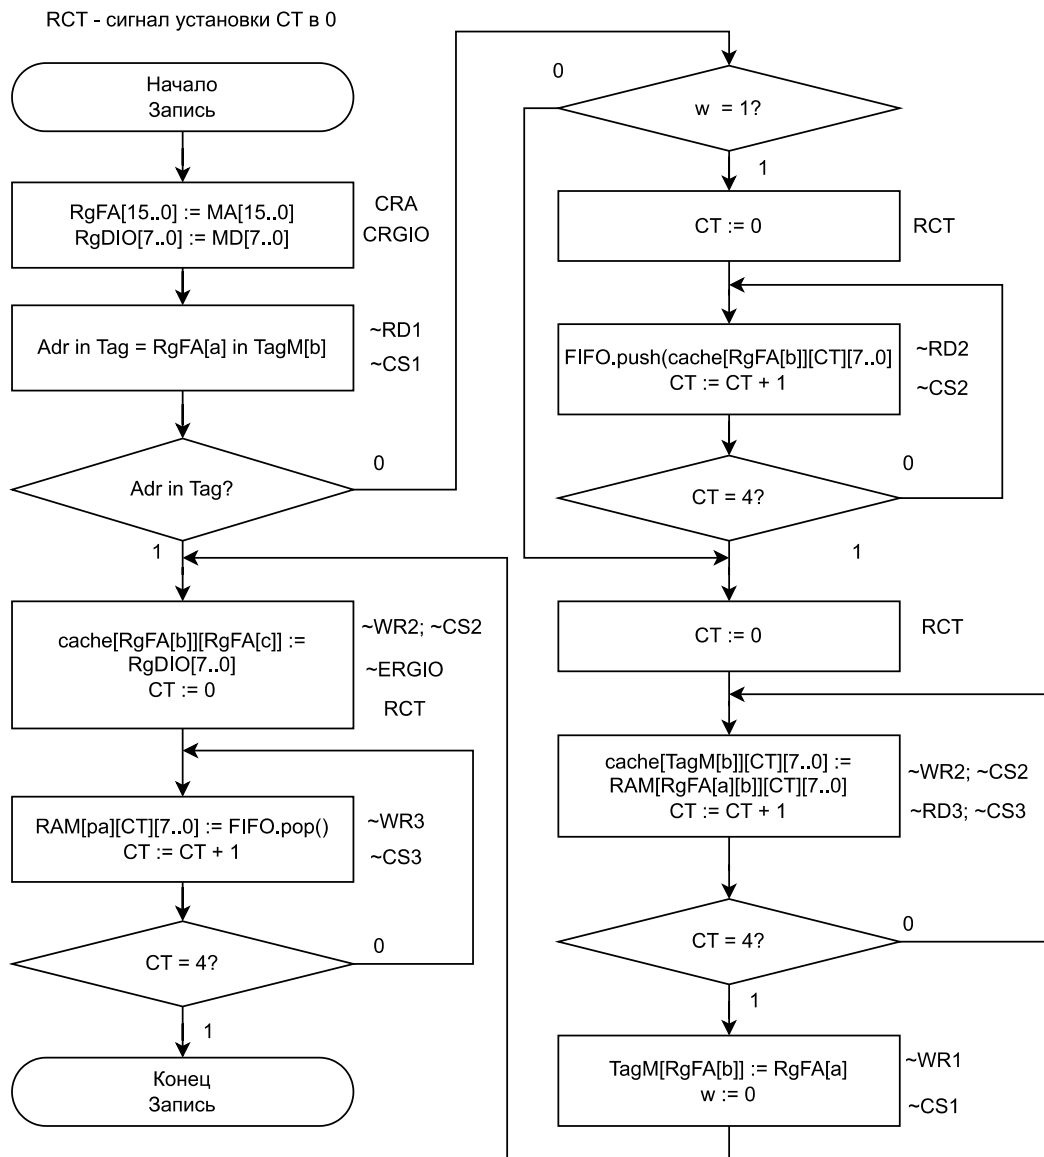 RCT - сигнал установки CT в 0
Начало
Запись
RgFA[15..0] := MA[15..0]
RgDIO[7..0] := MD[7..0]
CRA
CRGIO
Adr in Tag = RgFA[a] in TagM[b]
~RD1
~CS1
Adr in Tag?
0
1
cache[RgFA[b]][RgFA[c]] :=
RgDIO[7..0]
CT := 0
~WR2; ~CS2
~ERGIO
RCT
RAM[pa][CT][7..0] := FIFO.pop()
CT := CT + 1
~WR3
~CS3
CT = 4?
0
1
Конец
Запись
w = 1?
0
1
CT := 0
RCT
FIFO.push(cache[RgFA[b]][CT][7..0]
CT := CT + 1
~RD2
~CS2
CT = 4?
0
1
CT := 0
RCT
cache[TagM[b]][CT][7..0] :=
RAM[RgFA[a][b]][CT][7..0]
CT := CT + 1
~WR2; ~CS2
~RD3; ~CS3
CT = 4?
0
1
TagM[RgFA[b]] := RgFA[a]
w := 0
~WR1
~CS1